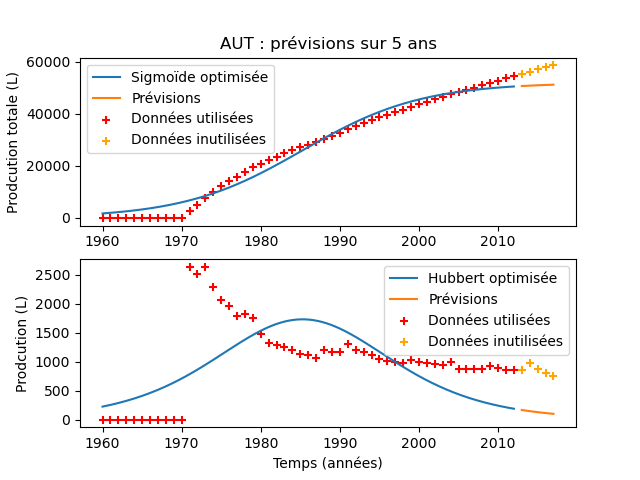 AUT : prévisions sur 5 ans
Prodcution totale (L)
60000
40000
20000
0
Sigmoïde optimisée
Prévisions
Données utilisées
Données inutilisées
1960 1970 1980 1990 2000 2010
Prodcution (L)
2500
2000
1500
1000
500
0
Hubbert optimisée
Prévisions
Données utilisées
Données inutilisées
1960 1970 1980 1990 2000 2010
Temps (années)